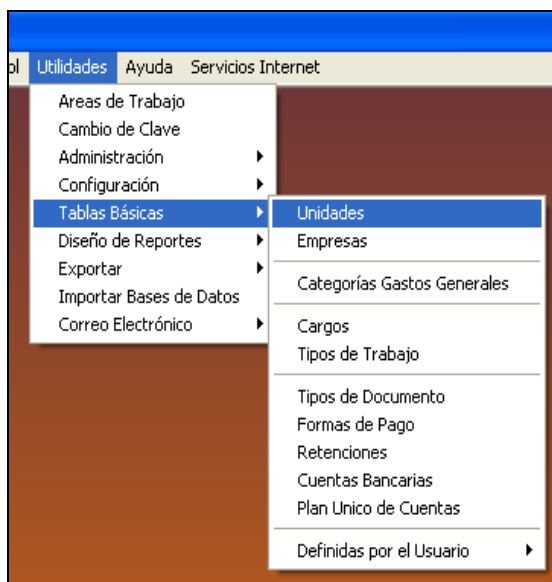 ol Utilidades Ayuda Servicios Internet
Areas de Trabajo
Cambio de Clave
Administración
Configuración
Tablas Básicas
Diseño de Reportes
Exportar
Importar Bases de Datos
Correo Electrónico
Unidades
Empresas
Categorías Gastos Generales
Cargos
Tipos de Trabajo
Tipos de Documento
Formas de Pago
Retenciones
Cuentas Bancarias
Plan Unico de Cuentas
Definidas por el Usuario